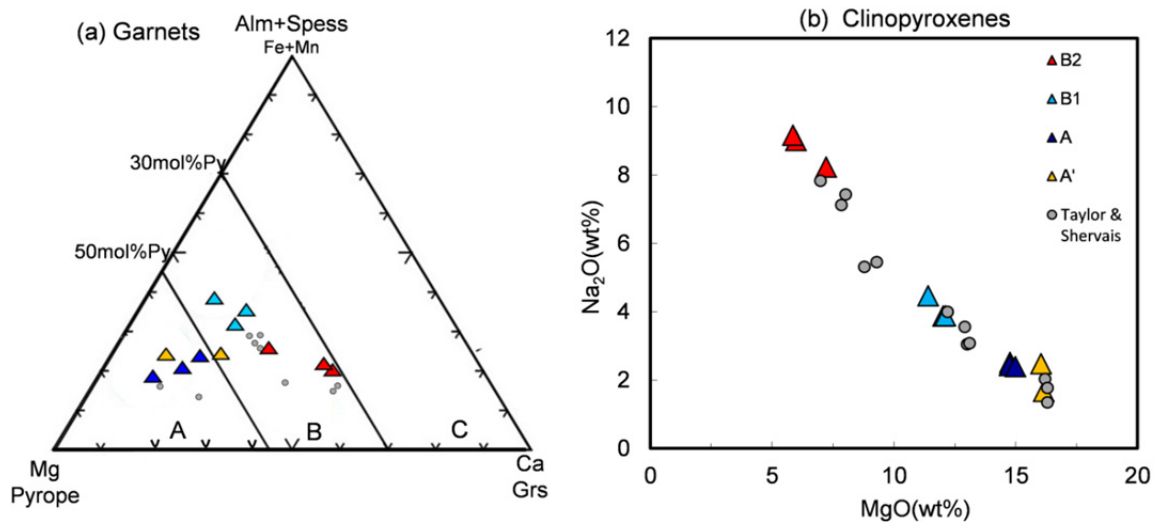 (a) Garnets
Alm+Spess
Fe+Mn
30mol%Py
50mol%Py
A
B
C
Mg
Pyrope
Ca
Grs
(b) Clinopyroxenes
12
10
8
6
4
2
0
Na₂O(wt%)
B2
B1
A
A'
Taylor &
Shervais
0
5
10
15
20
MgO(wt%)